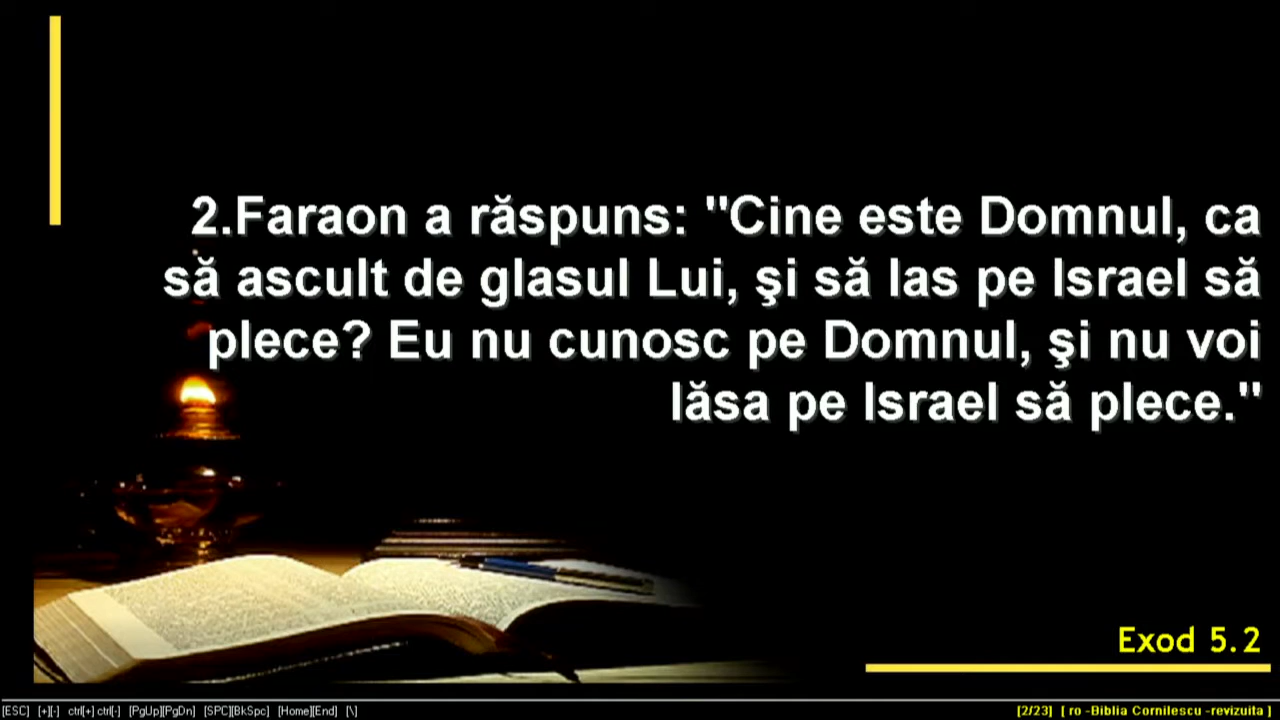 2.Faraon a răspuns: "Cine este Domnul, ca
să ascult de glasul Lui, şi să las pe Israel să
plece? Eu nu cunosc pe Domnul, şi nu voi
lăsa pe Israel să plece."
Exod 5.2
[ESC] [+][-] ctrl[+] ctrl[-] [PgUp][PgDn] [SPC][BkSpc] [Home][End] [\] [2/23] [ ro -Biblia Cornilescu -revizuita ]